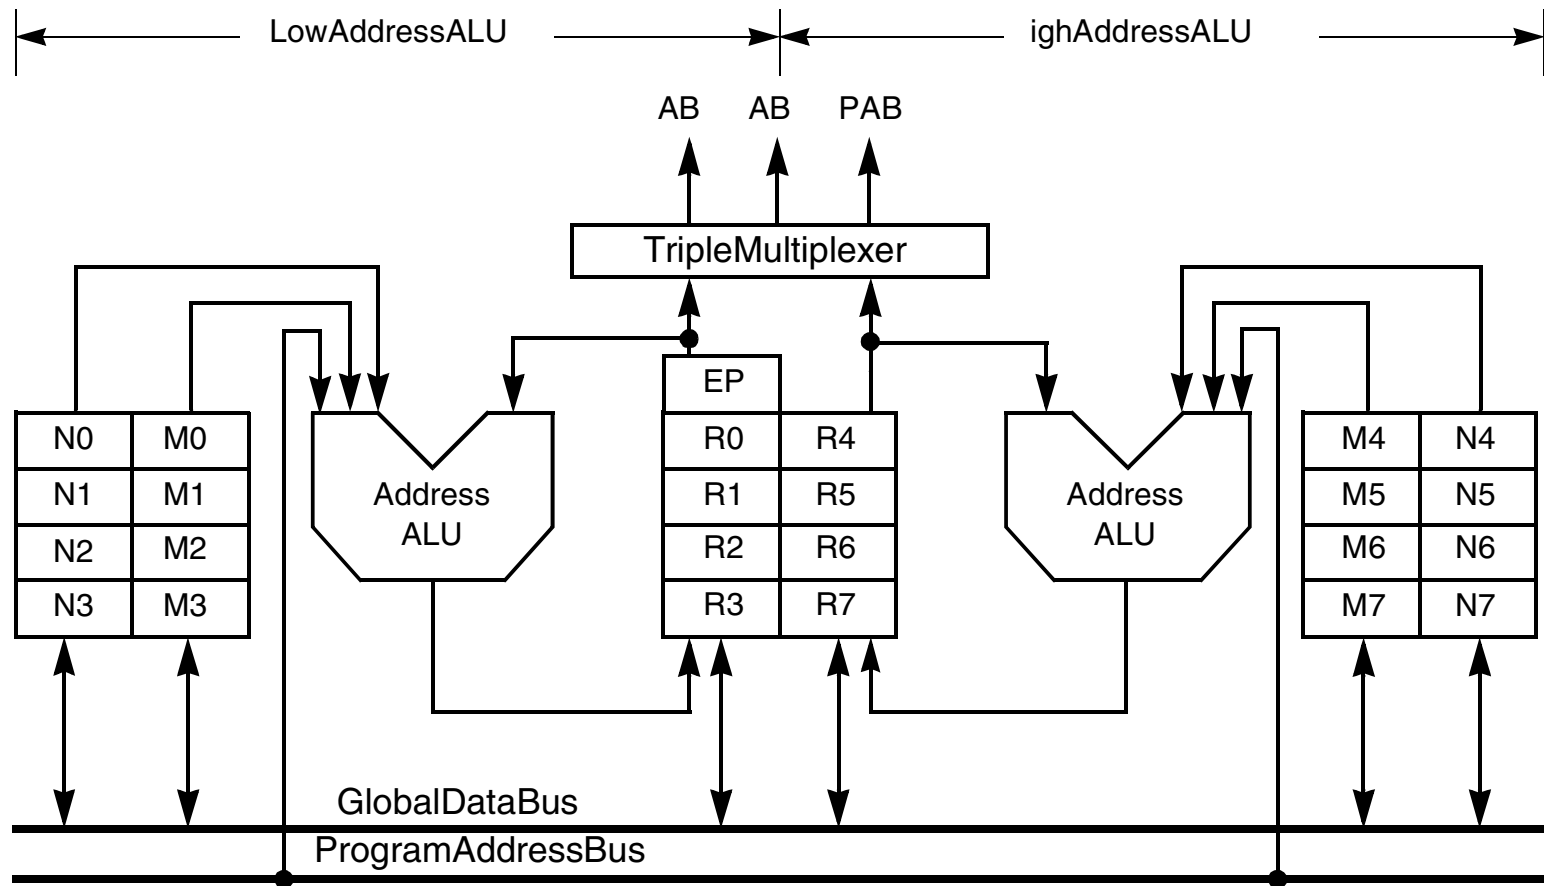 LowAddressALU ighAddressALU
AB AB PAB
TripleMultiplexer
EP
N0 M0 R0 R4 M4 N4
N1 M1 Address R1 R5 Address M5 N5
N2 M2 ALU R2 R6 ALU M6 N6
N3 M3 R3 R7 M7 N7
GlobalDataBus
ProgramAddressBus